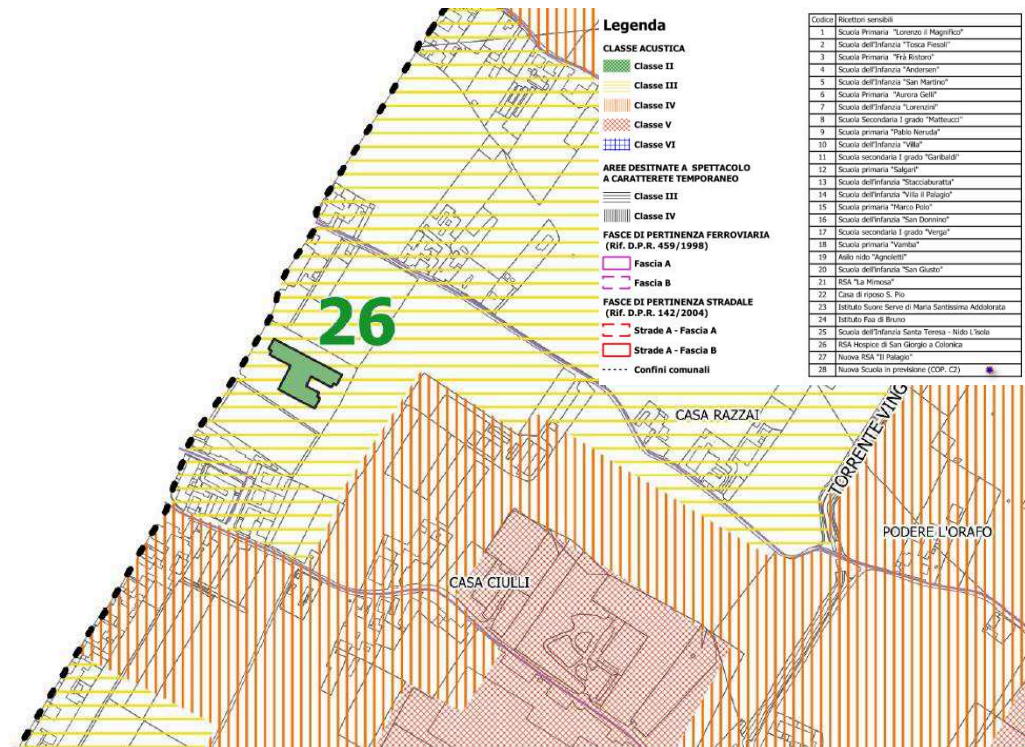 Legenda
CLASSE ACUSTICA
Classe II
Classe III
Classe IV
Classe V
Classe VI
AREE DESITNATE A SPETTACOLO
A CARATTERETE TEMPORANEO
Classe III
Classe IV
FASCE DI PERTINENZA FERROVIARIA
(Rif. D.P.R. 459/1998)
Fascia A
Fascia B
FASCE DI PERTINENZA STRADALE
(Rif. D.P.R. 142/2004)
Strade A - Fascia A
Strade A - Fascia B
Confini comunali
Codice Ricettori sensibili
1 Scuola Primaria "Lorenzo il Magnifico"
2 Scuola dell'Infanzia "Tosca Fiesoli"
3 Scuola Primaria "Frà Ristoro"
4 Scuola dell'Infanzia "Andersen"
5 Scuola dell'Infanzia "San Martino"
6 Scuola Primaria "Aurora Gelli"
7 Scuola dell'Infanzia "Lorenzini"
8 Scuola Secondaria I grado "Matteucci"
9 Scuola primaria "Pablo Neruda"
10 Scuola dell'Infanzia "Villa"
11 Scuola secondaria I grado "Garibaldi"
12 Scuola primaria "Salgari"
13 Scuola dell'infanzia "Stacciaburatta"
14 Scuola dell'infanzia "Villa il Palagio"
15 Scuola primaria "Marco Polo"
16 Scuola dell'infanzia "San Donnino"
17 Scuola secondaria I grado "Verga"
18 Scuola primaria "Vamba"
19 Asilo nido "Agnoletti"
20 Scuola dell'infanzia "San Giusto"
21 RSA "La Mimosa"
22 Casa di riposo S. Pio
23 Istituto Suore Serve di Maria Santissima Addolorata
24 Istituto Faa di Bruno
25 Scuola dell'Infanzia Santa Teresa - Nido L'isola
26 RSA Hospice di San Giorgio a Colonica
27 Nuova RSA "Il Palagio"
28 Nuova Scuola in previsione (COP. C2)
26
CASA RAZZAI
TORRENTE VING
PODERE L'ORAFO
CASA CIULLI